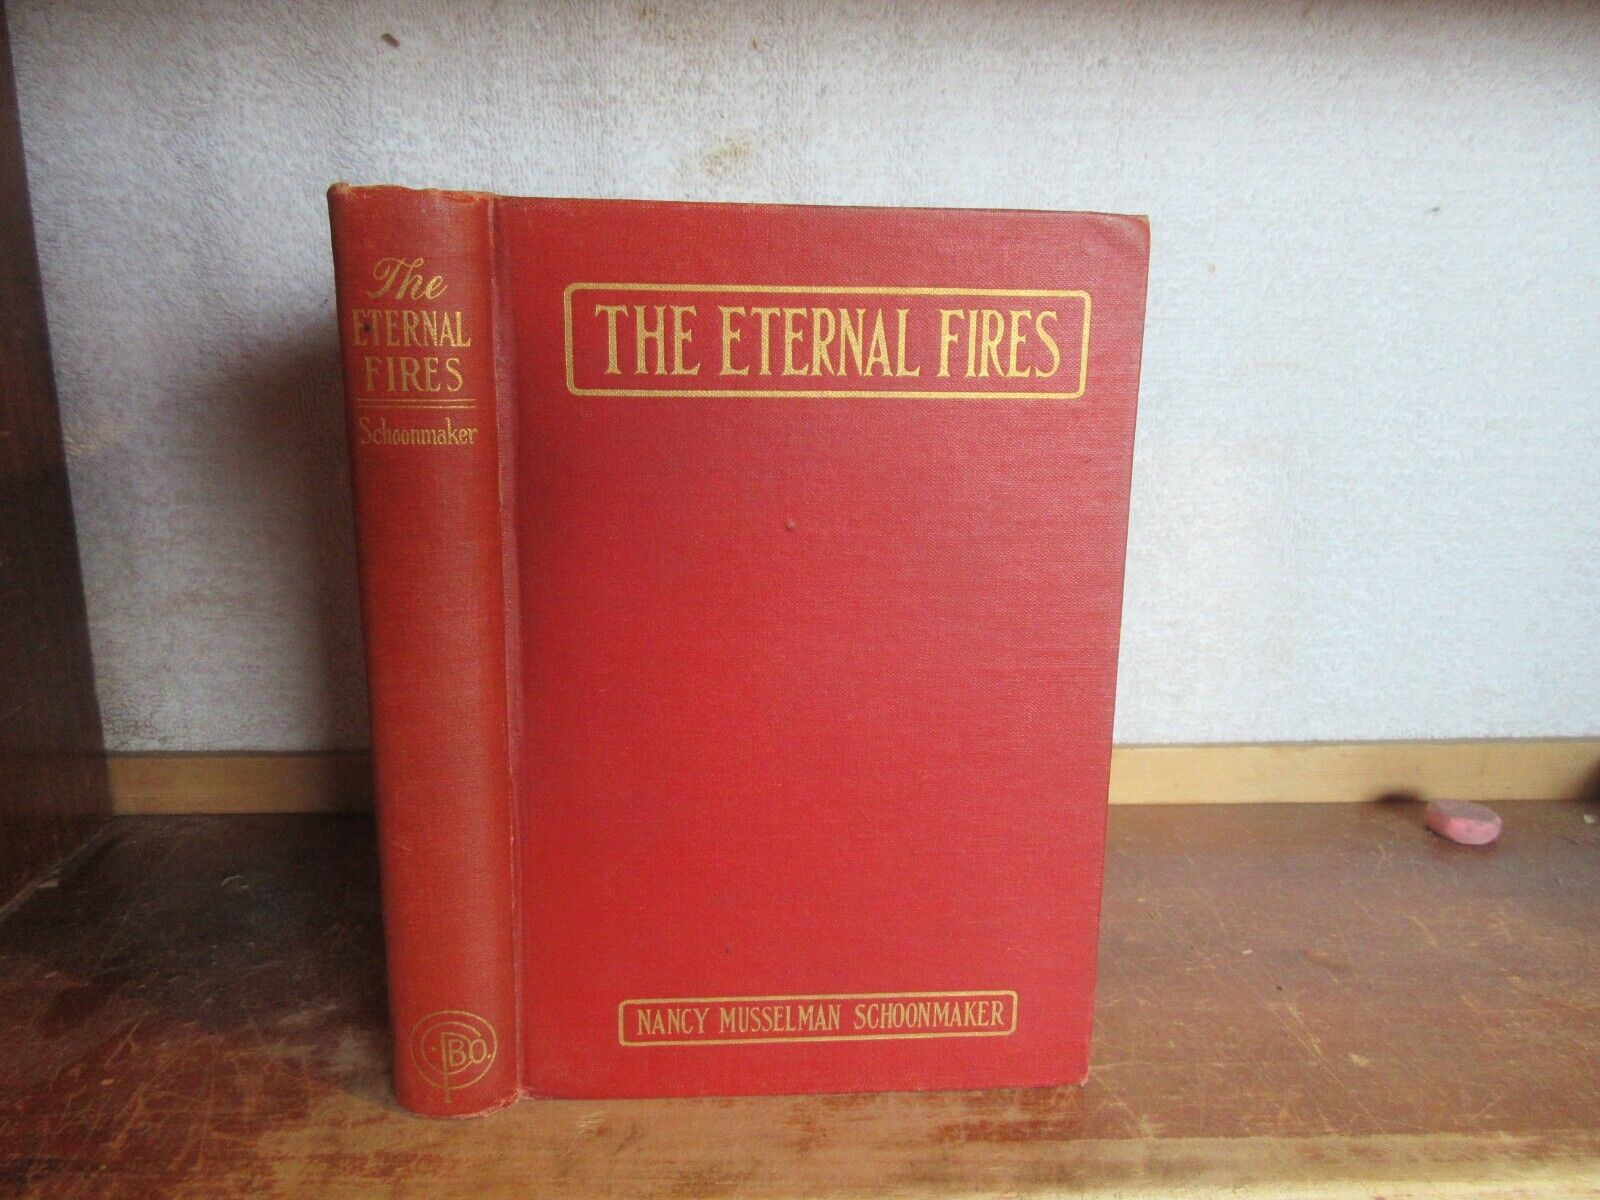 The
ETERNAL
FIRES
Schoonmaker
THE ETERNAL FIRES
NANCY MUSSELMAN SCHOONMAKER